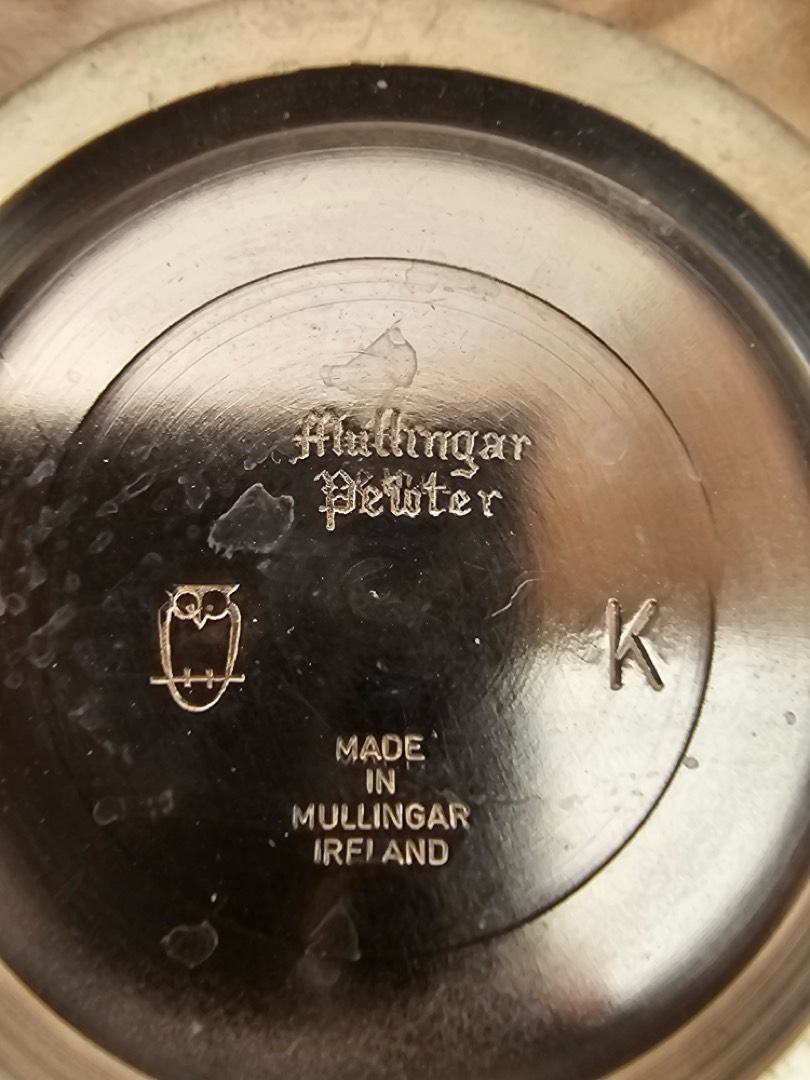 Mullingar
Pewter
K
MADE
IN
MULLINGAR
IRELAND